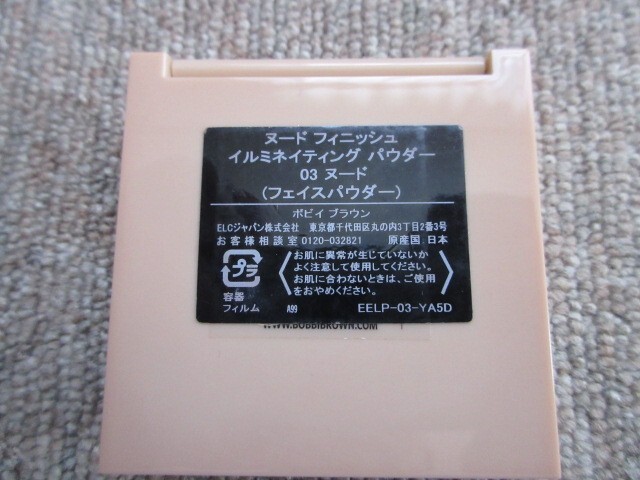 ヌード フィニッシュ
イルミネイティング パウダー
03 ヌード
(フェイスパウダー)
ボビイ ブラウン
ELCジャパン株式会社 東京都千代田区丸の内3丁目2番3号
お客様相談室 0120-032821 原産国 日本
プラ
容器
フィルム
お肌に異常が生じていないか
よく注意して使用してください。
お肌に合わないときは、ご使用
をおやめください。
A99
EELP-03-YA5D
WWW.BOBBIBROWN.COM